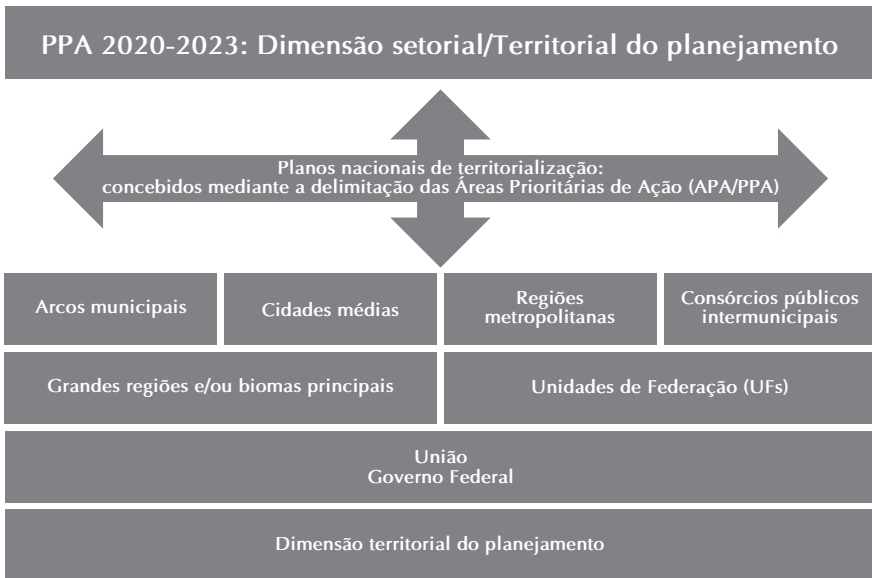 PPA 2020-2023: Dimensão setorial/Territorial do planejamento
Planos nacionais de territorialização:
concebidos mediante a delimitação das Áreas Prioritárias de Ação (APA/PPA)
Arcos municipais
Cidades médias
Regiões
metropolitanas
Consórcios públicos
intermunicipais
Grandes regiões e/ou biomas principais
Unidades de Federação (UFs)
União
Governo Federal
Dimensão territorial do planejamento